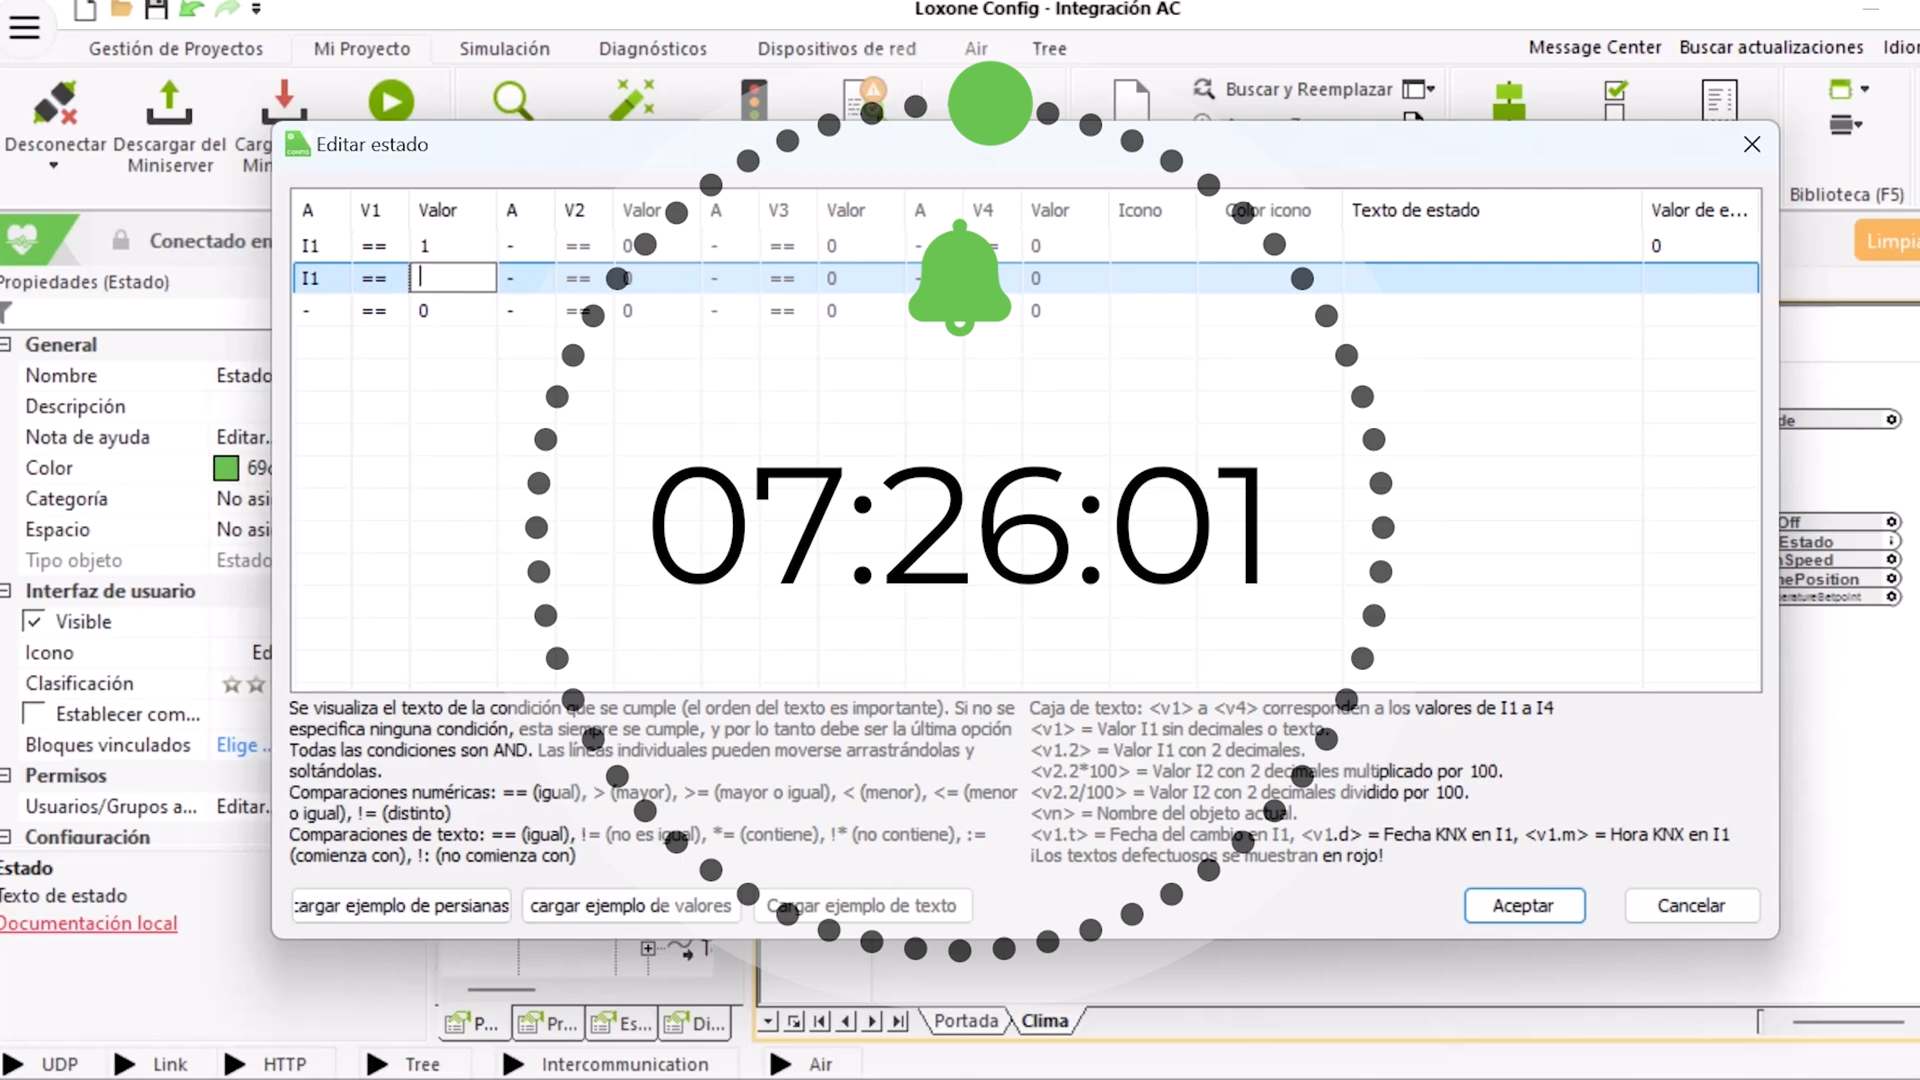 Loxone Config - Integración AC
Gestión de Proyectos
Mi Proyecto
Simulación
Diagnósticos
Dispositivos de red
Air
Tree
Message Center
Buscar actualizaciones
Desconectar
Descargar del
Miniserver
Buscar y Reemplazar
Biblioteca (F5)
Conectado en
Propiedades (Estado)
General
Nombre
Descripción
Nota de ayuda Editar..
Color
Categoría
Espacio
Tipo objeto Estado
Interfaz de usuario
Visible
Icono
Clasificación
Establecer com...
Bloques vinculados Elige ..
Permisos
Usuarios/Grupos a... Editar..
Configuración
Estado
Texto de estado
Documentación local
Editar estado
A V1 Valor A V2 Valor A V3 Valor A V4 Valor Icono Color icono Texto de estado Valor de e...
I1 == 1 - == 0 - == 0 - = 0 0
I1 == - == 0 - == 0 - 0
- == 0 - == 0 - == 0 0
07:26:01
Se visualiza el texto de la condición que se cumple (el orden del texto es importante). Si no se
especifica ninguna condición, esta siempre se cumple, y por lo tanto debe ser la última opción
Todas las condiciones son AND. Las líneas individuales pueden moverse arrastrándolas y
soltándolas.
Comparaciones numéricas: == (igual), > (mayor), >= (mayor o igual), < (menor), <= (menor
o igual), != (distinto)
Comparaciones de texto: == (igual), != (no es igual), *= (contiene), !* (no contiene), :=
(comienza con), !: (no comienza con)
Caja de texto: <v1> a <v4> corresponden a los valores de I1 a I4
<v1> = Valor I1 sin decimales o texto.
<v1.2> = Valor I1 con 2 decimales.
<v2.2*100> = Valor I2 con 2 decimales multiplicado por 100.
<v2.2/100> = Valor I2 con 2 decimales dividido por 100.
<vn> = Nombre del objeto actual.
<v1.t> = Fecha del cambio en I1, <v1.d> = Fecha KNX en I1, <v1.m> = Hora KNX en I1
¡Los textos defectuosos se muestran en rojo!
cargar ejemplo de persianas
cargar ejemplo de valores
Cargar ejemplo de texto
Aceptar
Cancelar
Off
Estado
Speed
ePosition
P...
Pr...
Es...
Di...
Portada
Clima
UDP
Link
HTTP
Tree
Intercommunication
Air